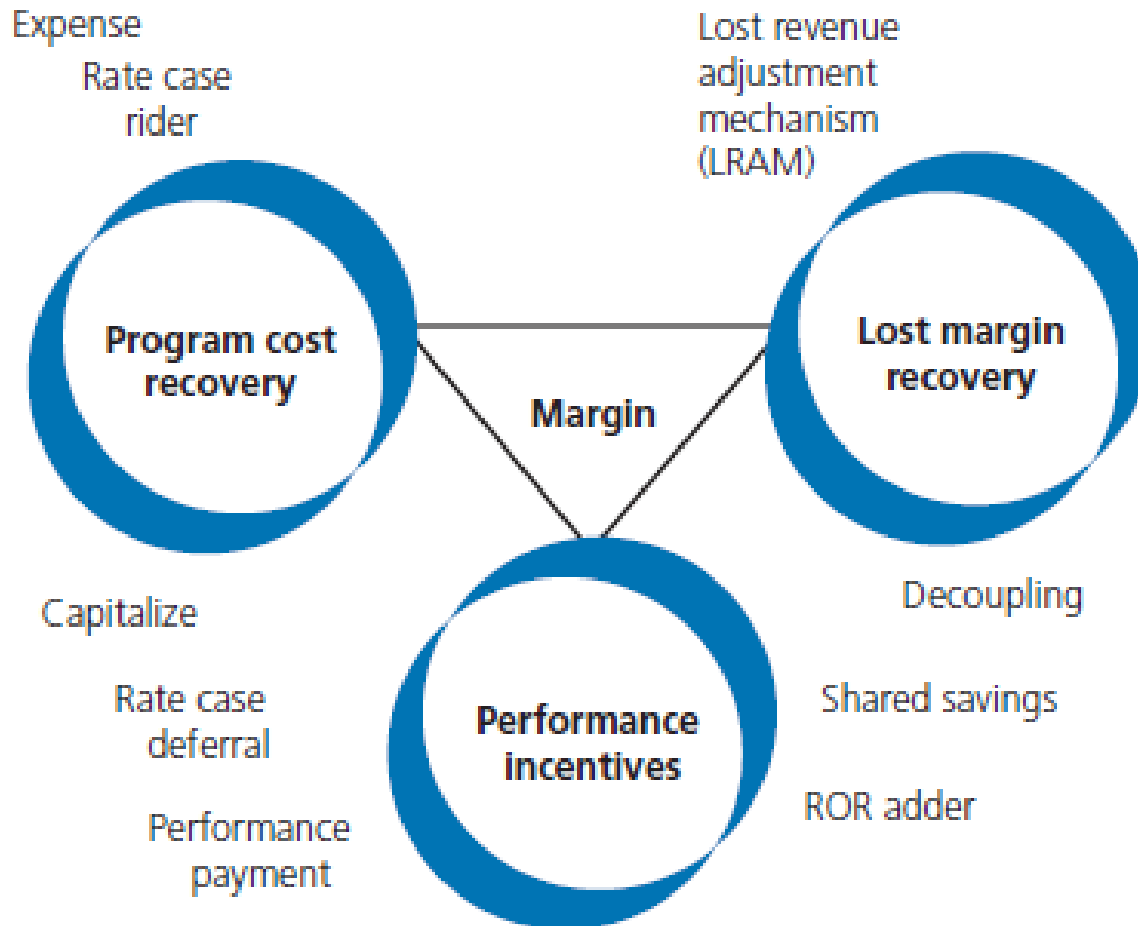 Expense
Rate case
rider
Lost revenue
adjustment
mechanism
(LRAM)
Program cost
recovery
Lost margin
recovery
Margin
Capitalize
Rate case
deferral
Performance
payment
Performance
incentives
Decoupling
Shared savings
ROR adder